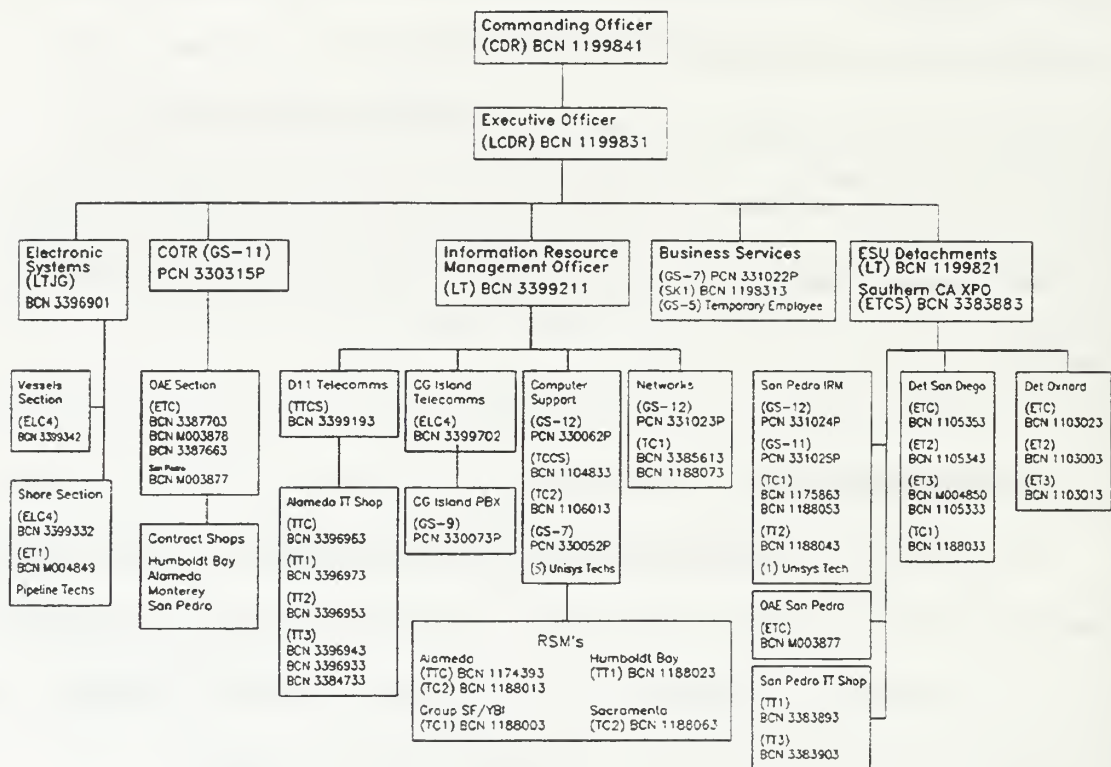 Commanding Officer
(CDR) BCN 1199841
Executive Officer
(LCDR) BCN 1199831
Electronic
Systems
(LTJG)
BCN 3396901
COTR (GS-11)
PCN 330315P
Information Resource
Management Officer
(LT) BCN 3399211
Business Services
(GS-7) PCN 331022P
(SK1) BCN 1198313
(GS-5) Temporary Employee
ESU Detachments
(LT) BCN 1199821
Southern CA XPO
(ETCS) BCN 3383883
Vessels
Section
(ELC4)
BCN 3399342
Shore Section
(ELC4)
BCN 3399332
(ET1)
BCN M004849
Pipeline Techs
OAE Section
(ETC)
BCN 3387703
BCN M003878
BCN 3387663
San Pedro
BCN M003877
Contract Shops
Humboldt Bay
Alameda
Monterey
San Pedro
D11 Telecomms
(TTCS)
BCN 3399193
Alameda TT Shop
(TTC)
BCN 3396963
(TT1)
BCN 3396973
(TT2)
BCN 3396953
(TT3)
BCN 3396943
BCN 3396933
BCN 3384733
CG Island
Telecomms
(ELC4)
BCN 3399702
CG Island PBX
(GS-9)
PCN 330073P
Computer
Support
(GS-12)
PCN 330062P
(TCCS)
BCN 1104833
(TC2)
BCN 1106013
(GS-7)
PCN 330052P
(5) Unisys Techs
Networks
(GS-12)
PCN 331023P
(TC1)
BCN 3385613
BCN 1188073
RSM's
Alameda
(TTC) BCN 1174393
(TC2) BCN 1188013
Group SF/YBI
(TC1) BCN 1188003
Humboldt Bay
(TT1) BCN 1188023
Sacramento
(TC2) BCN 1188063
San Pedro IRM
(GS-12)
PCN 331024P
(GS-11)
PCN 331025P
(TC1)
BCN 1175863
BCN 1188053
(TT2)
BCN 1188043
(1) Unisys Tech
OAE San Pedro
(ETC)
BCN M003877
San Pedro TT Shop
(TT1)
BCN 3383893
(TT3)
BCN 3383903
Det San Diego
(ETC)
BCN 1105353
(ET2)
BCN 1105343
(ET3)
BCN M004850
BCN 1105333
(TC1)
BCN 1188033
Det Oxnard
(ETC)
BCN 1103023
(ET2)
BCN 1103003
(ET3)
BCN 1103013